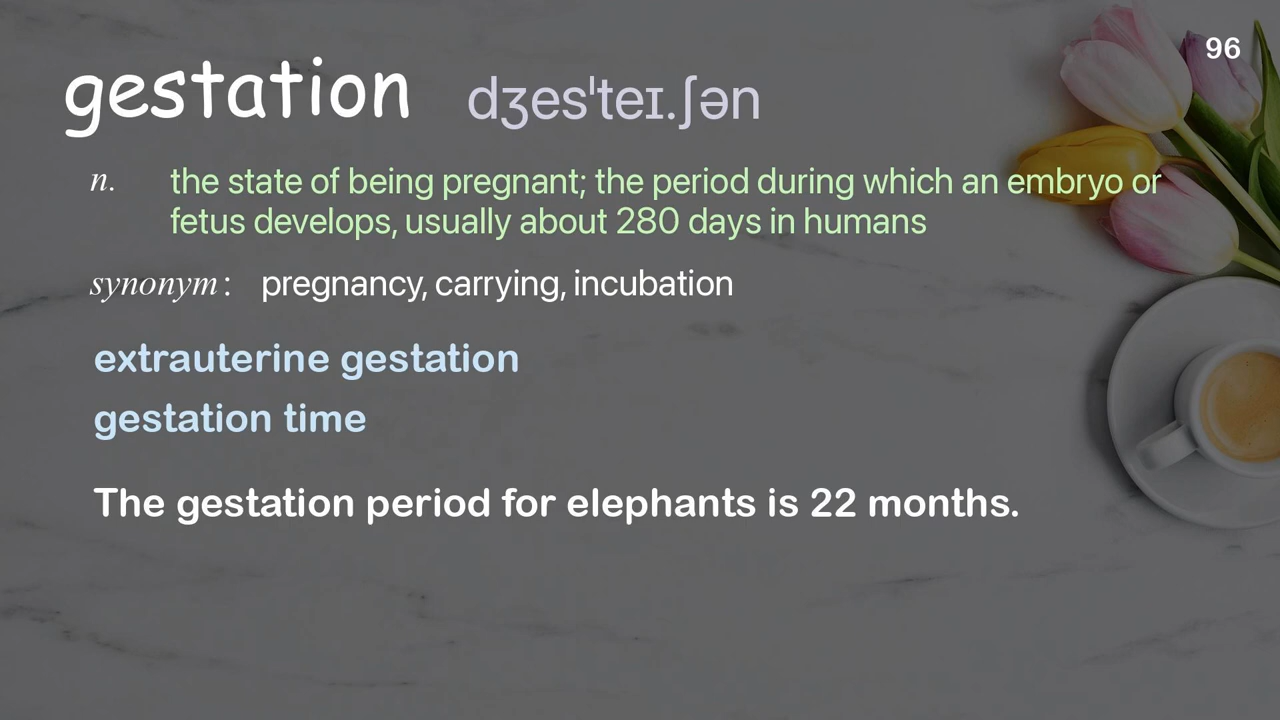 96
gestation dʒesˈteɪ.ʃən
n. the state of being pregnant; the period during which an embryo or
fetus develops, usually about 280 days in humans
synonym: pregnancy, carrying, incubation
extrauterine gestation
gestation time
The gestation period for elephants is 22 months.